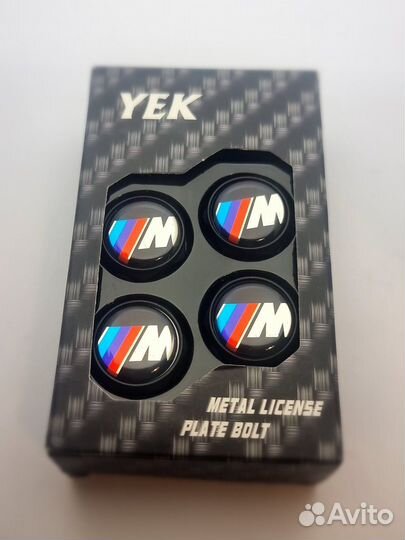 YEK
M
M
M
M
METAL LICENSE
PLATE BOLT
Avito